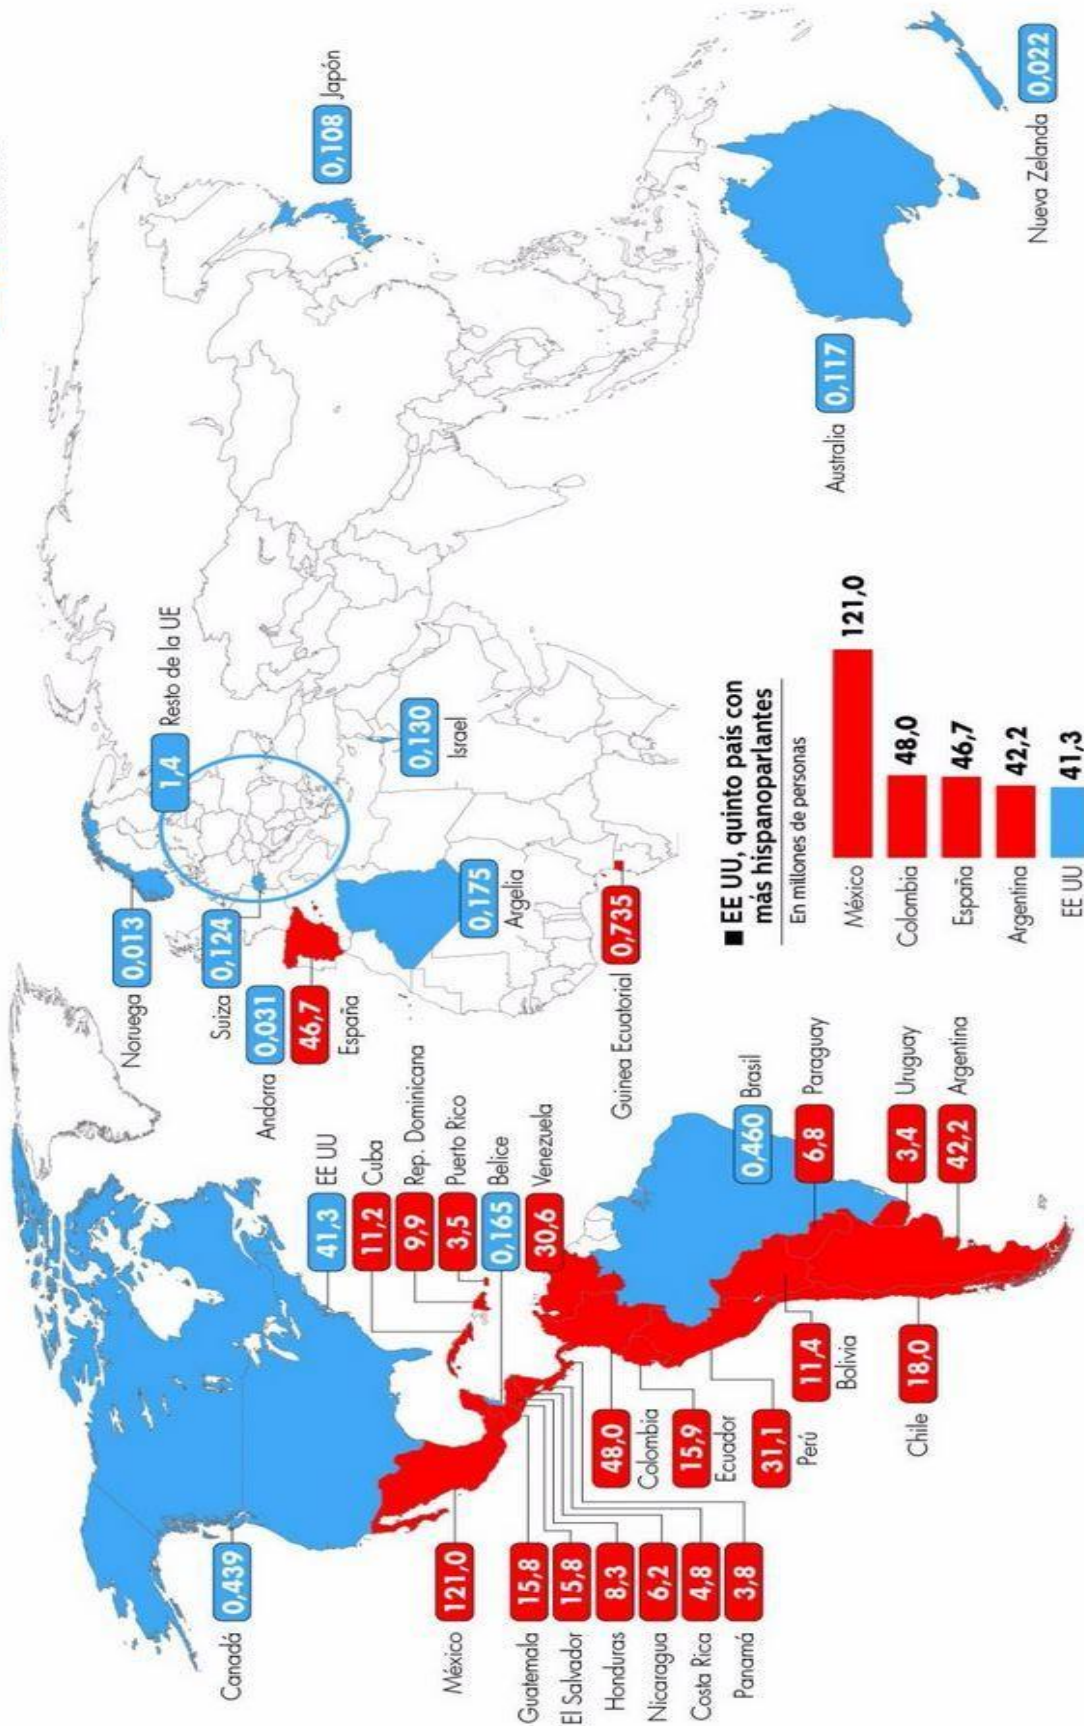 Canadá
0,439
México
121,0
Guatemala
15,8
El Salvador
15,8
Honduras
8,3
Nicaragua
6,2
Costa Rica
4,8
Panamá
3,8
41,3 EE UU
11,2 Cuba
9,9 Rep. Dominicana
3,5 Puerto Rico
0,165 Belice
30,6 Venezuela
48,0
Colombia
15,9
Ecuador
31,1
Perú
11,4
Bolivia
Chile
18,0
0,460 Brasil
6,8 Paraguay
3,4 Uruguay
42,2 Argentina
Noruega 0,013
Suiza 0,124
Andorra 0,031
46,7
España
1,4 Resto de la UE
0,175
Argelia
0,130
Israel
Guinea Ecuatorial 0,735
0,108 Japón
Australia 0,117
Nueva Zelanda 0,022
EE UU, quinto país con
más hispanoparlantes
En millones de personas
México 121,0
Colombia 48,0
España 46,7
Argentina 42,2
EE UU 41,3